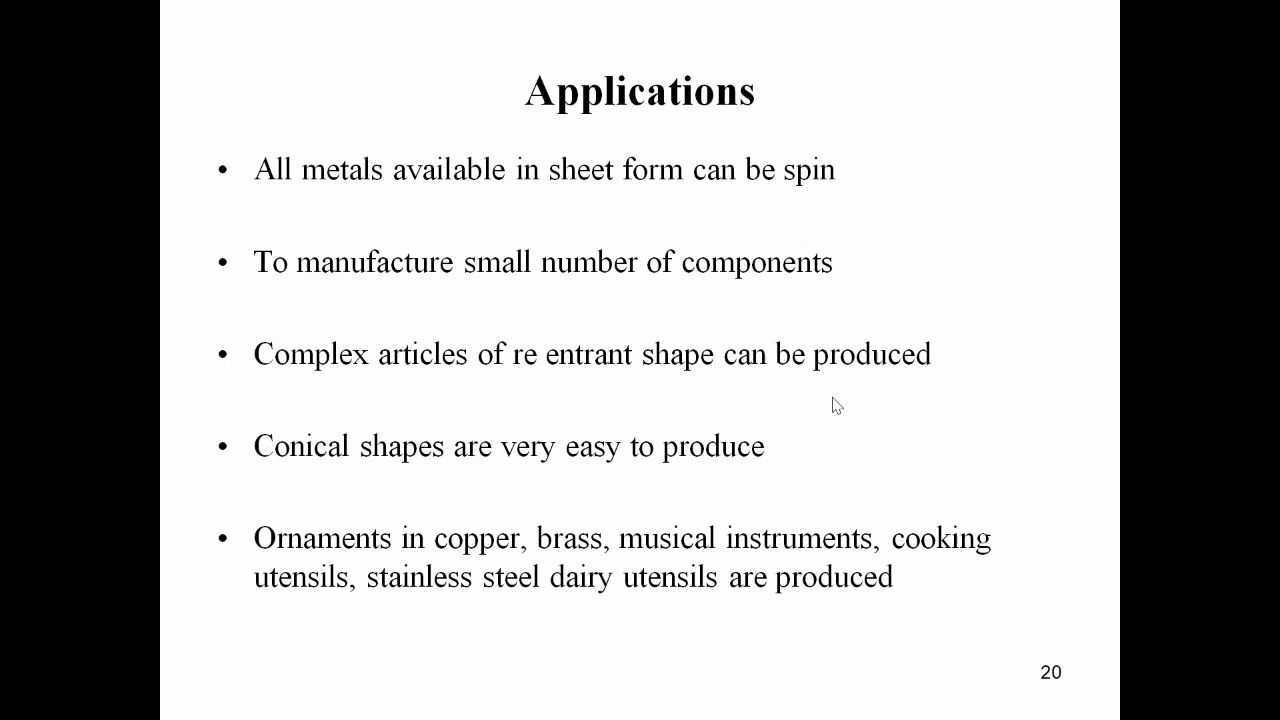 Applications
• All metals available in sheet form can be spin
• To manufacture small number of components
• Complex articles of re entrant shape can be produced
• Conical shapes are very easy to produce
• Ornaments in copper, brass, musical instruments, cooking
utensils, stainless steel dairy utensils are produced
20